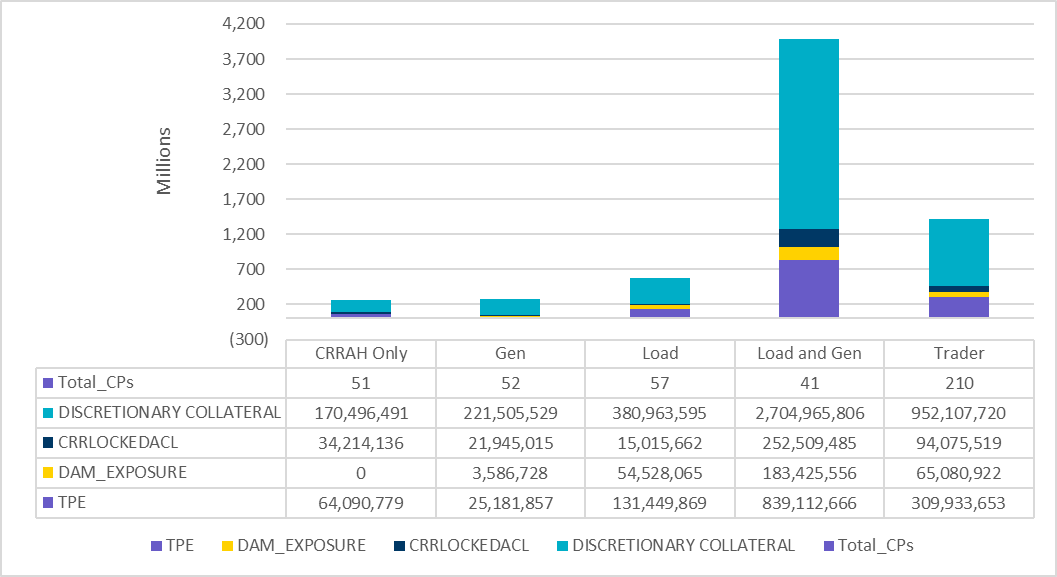 4,200
3,700
3,200
2,700
2,200
1,700
1,200
700
200
(300)
Millions
CRRAH Only Gen Load Load and Gen Trader
Total_CPs 51 52 57 41 210
DISCRETIONARY COLLATERAL 170,496,491 221,505,529 380,963,595 2,704,965,806 952,107,720
CRRLOCKEDACL 34,214,136 21,945,015 15,015,662 252,509,485 94,075,519
DAM_EXPOSURE 0 3,586,728 54,528,065 183,425,556 65,080,922
TPE 64,090,779 25,181,857 131,449,869 839,112,666 309,933,653
TPE DAM_EXPOSURE CRRLOCKEDACL DISCRETIONARY COLLATERAL Total_CPs